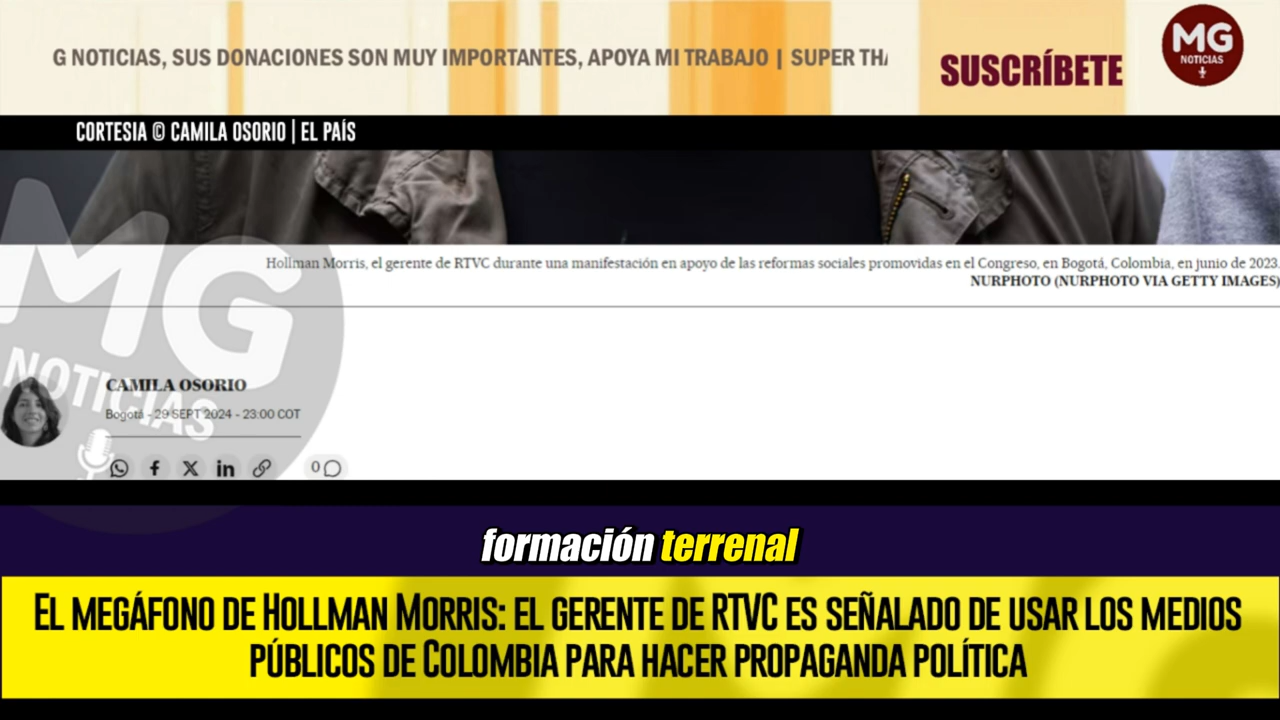 G NOTICIAS, SUS DONACIONES SON MUY IMPORTANTES, APOYA MI TRABAJO | SUPER THA
SUSCRÍBETE
MG
NOTICIAS
CORTESIA © CAMILA OSORIO | EL PAÍS
Hollman Morris, el gerente de RTVC durante una manifestación en apoyo de las reformas sociales promovidas en el Congreso, en Bogotá, Colombia, en junio de 2023.
NURPHOTO (NURPHOTO VIA GETTY IMAGES)
MG
NOTICIAS
CAMILA OSORIO
Bogotá - 29 SEPT 2024 - 23:00 COT
0
formación terrenal
EL MEGÁFONO DE HOLLMAN MORRIS: EL GERENTE DE RTVC ES SEÑALADO DE USAR LOS MEDIOS
PÚBLICOS DE COLOMBIA PARA HACER PROPAGANDA POLÍTICA